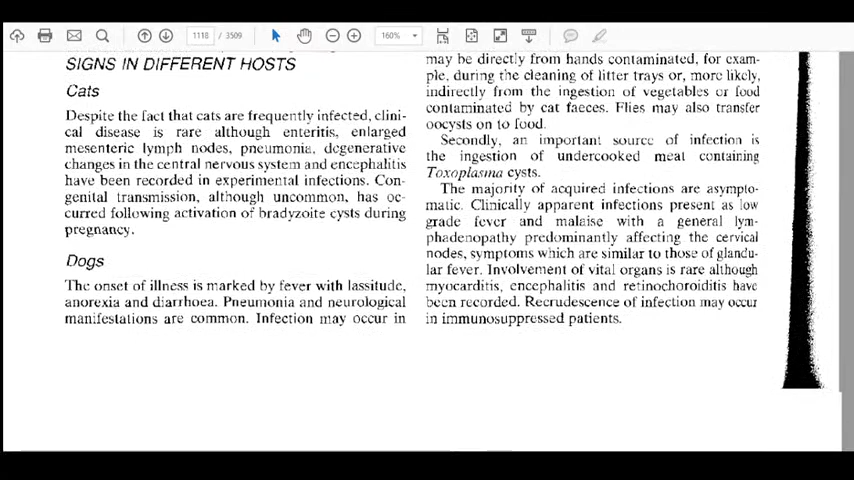 1118 / 3509
160%
SIGNS IN DIFFERENT HOSTS
Cats
Despite the fact that cats are frequently infected, clini-
cal disease is rare although enteritis, enlarged
mesenteric lymph nodes, pneumonia, degenerative
changes in the central nervous system and encephalitis
have been recorded in experimental infections. Con-
genital transmission, although uncommon, has oc-
curred following activation of bradyzoite cysts during
pregnancy.
Dogs
The onset of illness is marked by fever with lassitude,
anorexia and diarrhoea. Pneumonia and neurological
manifestations are common. Infection may occur in
may be directly from hands contaminated, for exam-
ple, during the cleaning of litter trays or, more likely,
indirectly from the ingestion of vegetables or food
contaminated by cat faeces. Flies may also transfer
oocysts on to food.
Secondly, an important source of infection is
the ingestion of undercooked meat containing
Toxoplasma cysts.
The majority of acquired infections are asympto-
matic. Clinically apparent infections present as low
grade fever and malaise with a general lym-
phadenopathy predominantly affecting the cervical
nodes, symptoms which are similar to those of glandu-
lar fever. Involvement of vital organs is rare although
myocarditis, encephalitis and retinochoroiditis have
been recorded. Recrudescence of infection may occur
in immunosuppressed patients.